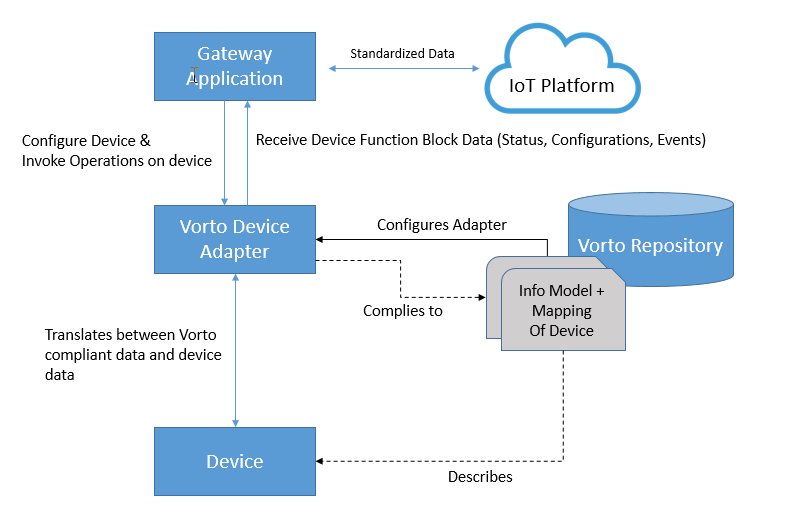 Gateway
Application
Standardized Data
IoT Platform
Configure Device &
Invoke Operations on device
Receive Device Function Block Data (Status, Configurations, Events)
Vorto Device
Adapter
Configures Adapter
Vorto Repository
Info Model +
Mapping
Of Device
Complies to
Translates between Vorto
compliant data and device
data
Device
Describes